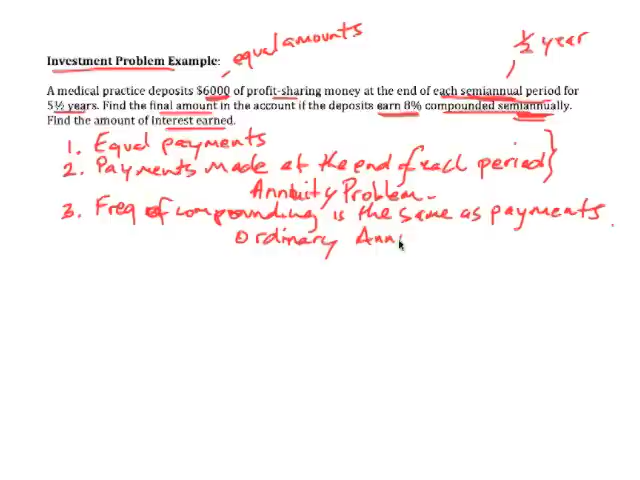 equal amounts
½ year
Investment Problem Example:
A medical practice deposits $6000 of profit-sharing money at the end of each semiannual period for
5½ years. Find the final amount in the account if the deposits earn 8% compounded semiannually.
Find the amount of interest earned.
1. Equal payments
2. Payments made at the end of each period
Annuity Problem.
3. Freq of compounding is the same as payments.
Ordinary Ann